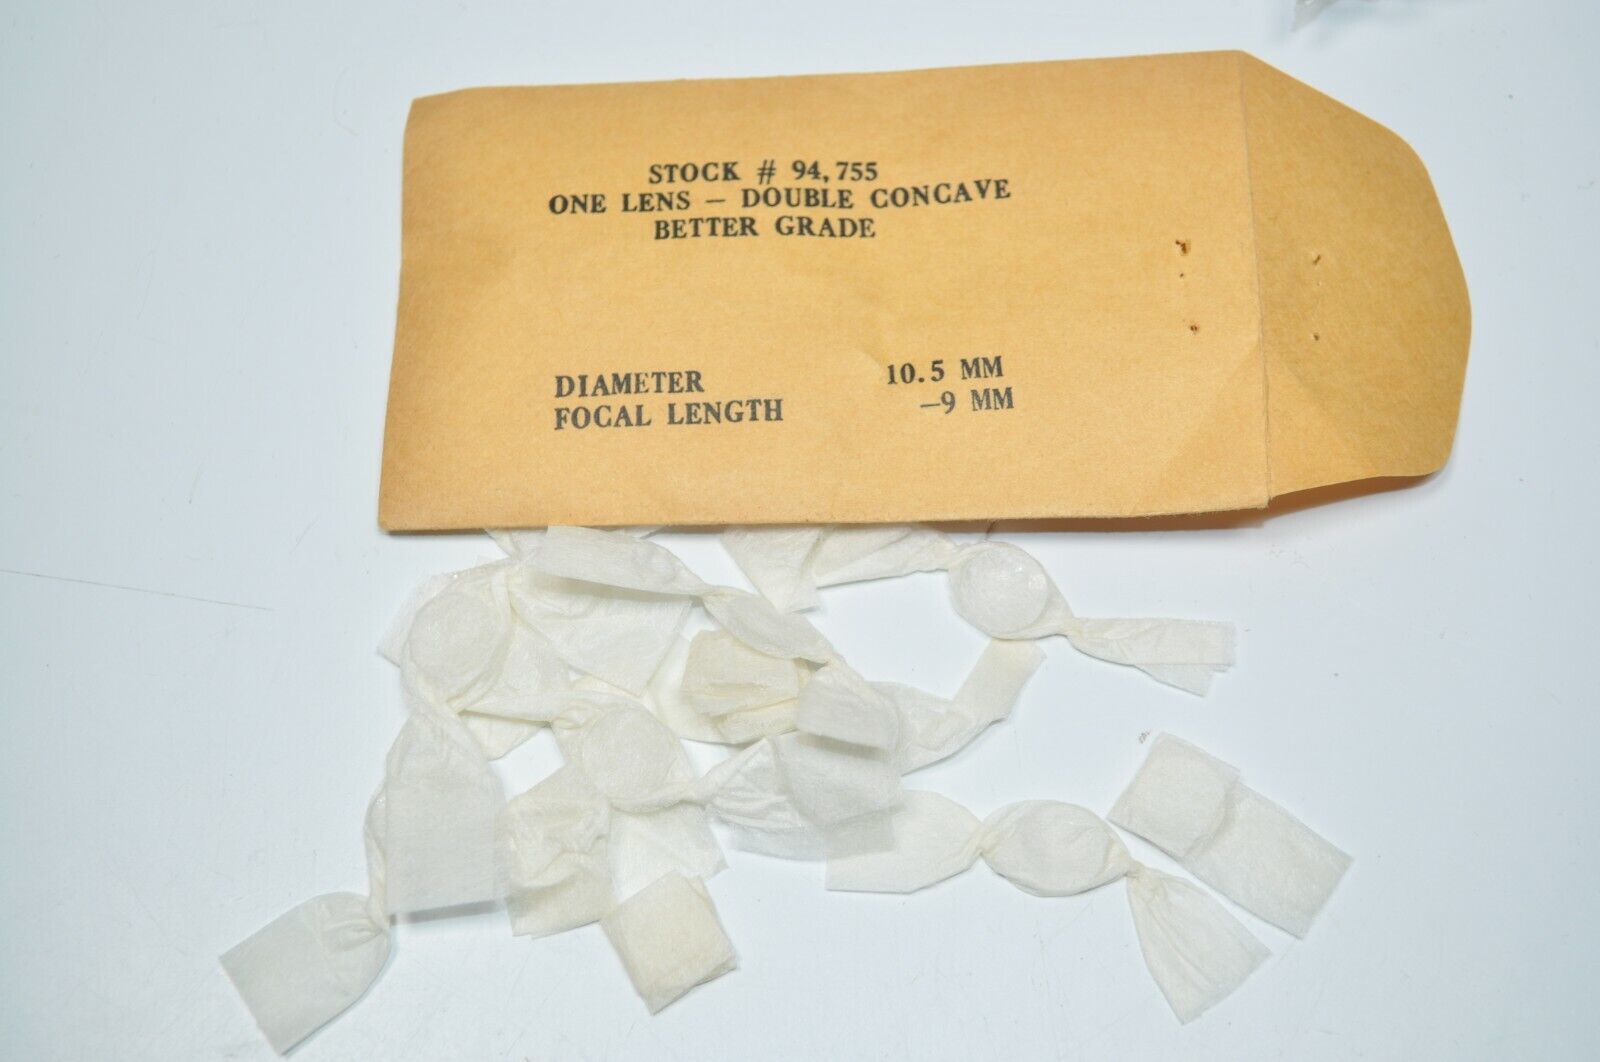 STOCK # 94,755
ONE LENS – DOUBLE CONCAVE
BETTER GRADE
DIAMETER 10.5 MM
FOCAL LENGTH –9 MM